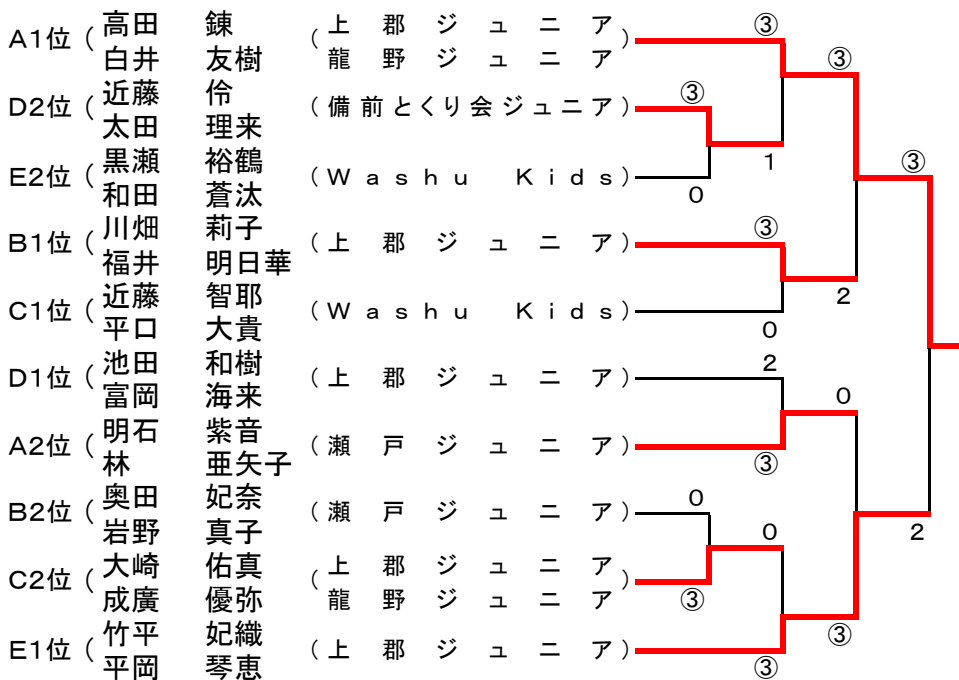 高田 錬 (上郡ジュニア ③
A1位 ( )
白井 友樹 龍野ジュニア ③
近藤 伶 ③
D2位 ( (備前とくり会ジュニア)
太田 理来
黒瀬 裕鶴 1 ③
E2位 ( (Washu Kids)
和田 蒼汰 0
川畑 莉子 ③
B1位 ( (上郡ジュニア)
福井 明日華
近藤 智耶 2
C1位 ( (Washu Kids)
平口 大貴 0
池田 和樹 2
D1位 ( (上郡ジュニア)
富岡 海来 0
明石 紫音
A2位 ( (瀬戸ジュニア)
林 亜矢子 ③
奥田 妃奈 0
B2位 ( (瀬戸ジュニア)
岩野 真子 0 2
大崎 佑真 (上郡ジュニア
C2位 ( )
成廣 優弥 龍野ジュニア ③
竹平 妃織 ③
E1位 ( (上郡ジュニア)
平岡 琴恵 ③